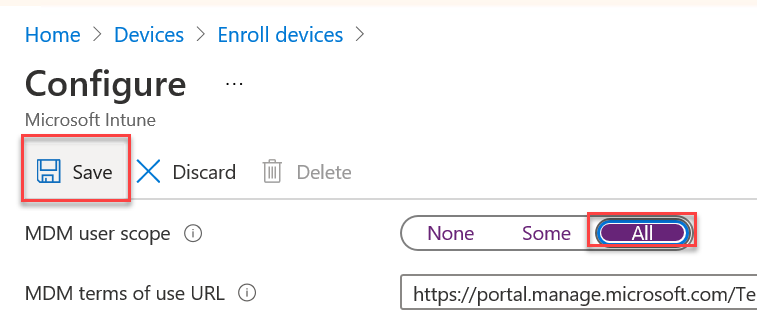 Home > Devices > Enroll devices >
Configure ...
Microsoft Intune
Save Discard Delete
MDM user scope None Some All
MDM terms of use URL https://portal.manage.microsoft.com/Te